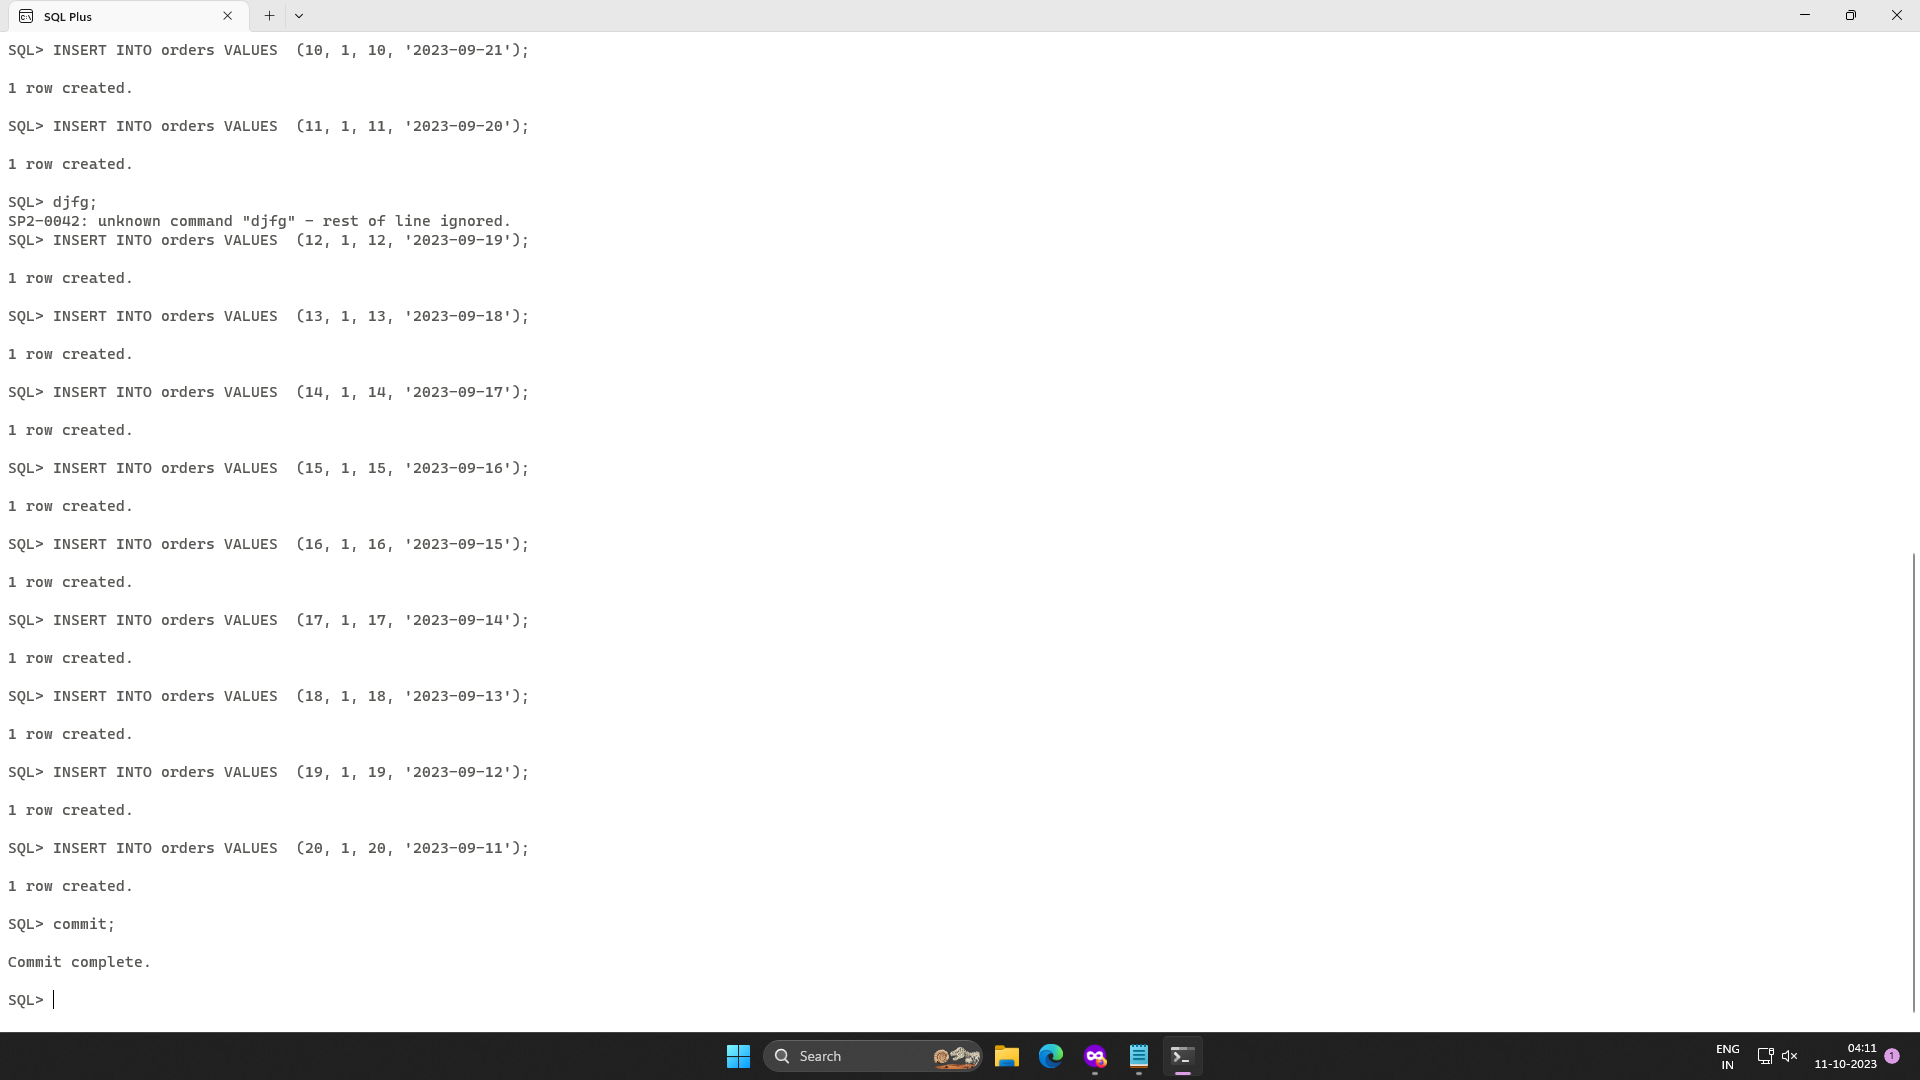 SQL Plus
SQL> INSERT INTO orders VALUES  (10, 1, 10, '2023-09-21');
1 row created.
SQL> INSERT INTO orders VALUES  (11, 1, 11, '2023-09-20');
1 row created.
SQL> djfg;
SP2-0042: unknown command "djfg" - rest of line ignored.
SQL> INSERT INTO orders VALUES  (12, 1, 12, '2023-09-19');
1 row created.
SQL> INSERT INTO orders VALUES  (13, 1, 13, '2023-09-18');
1 row created.
SQL> INSERT INTO orders VALUES  (14, 1, 14, '2023-09-17');
1 row created.
SQL> INSERT INTO orders VALUES  (15, 1, 15, '2023-09-16');
1 row created.
SQL> INSERT INTO orders VALUES  (16, 1, 16, '2023-09-15');
1 row created.
SQL> INSERT INTO orders VALUES  (17, 1, 17, '2023-09-14');
1 row created.
SQL> INSERT INTO orders VALUES  (18, 1, 18, '2023-09-13');
1 row created.
SQL> INSERT INTO orders VALUES  (19, 1, 19, '2023-09-12');
1 row created.
SQL> INSERT INTO orders VALUES  (20, 1, 20, '2023-09-11');
1 row created.
SQL> commit;
Commit complete.
SQL>
Search
ENG
IN
04:11
11-10-2023
1